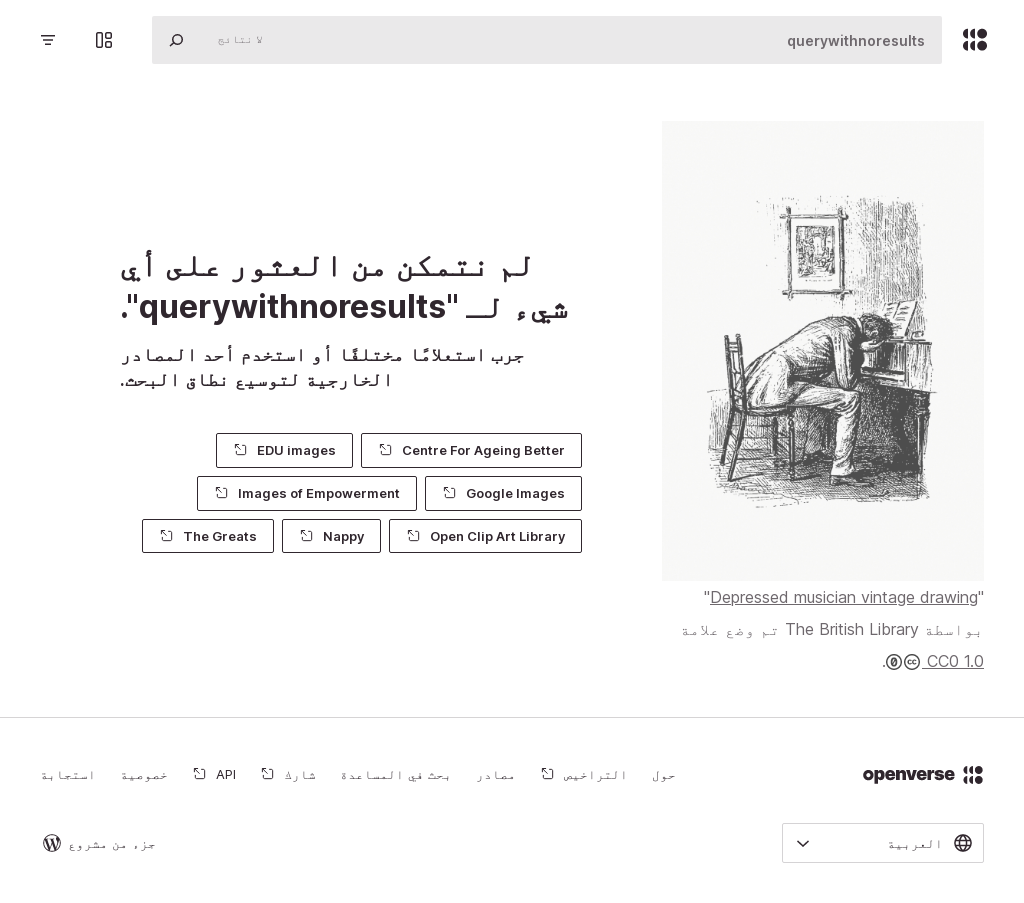 querywithnoresults
لا نتائج
لم نتمكن من العثور على أي
شيء لـ "querywithnoresults".
جرب استعلامًا مختلفًا أو استخدم أحد المصادر
الخارجية لتوسيع نطاق البحث.
Centre For Ageing Better
EDU images
Google Images
Images of Empowerment
Open Clip Art Library
Nappy
The Greats
"Depressed musician vintage drawing"
بواسطة The British Library تم وضع علامة
CC0 1.0.
openverse
حول
التراخيص
مصادر
بحث في المساعدة
شارك
API
خصوصية
استجابة
العربية
جزء من مشروع